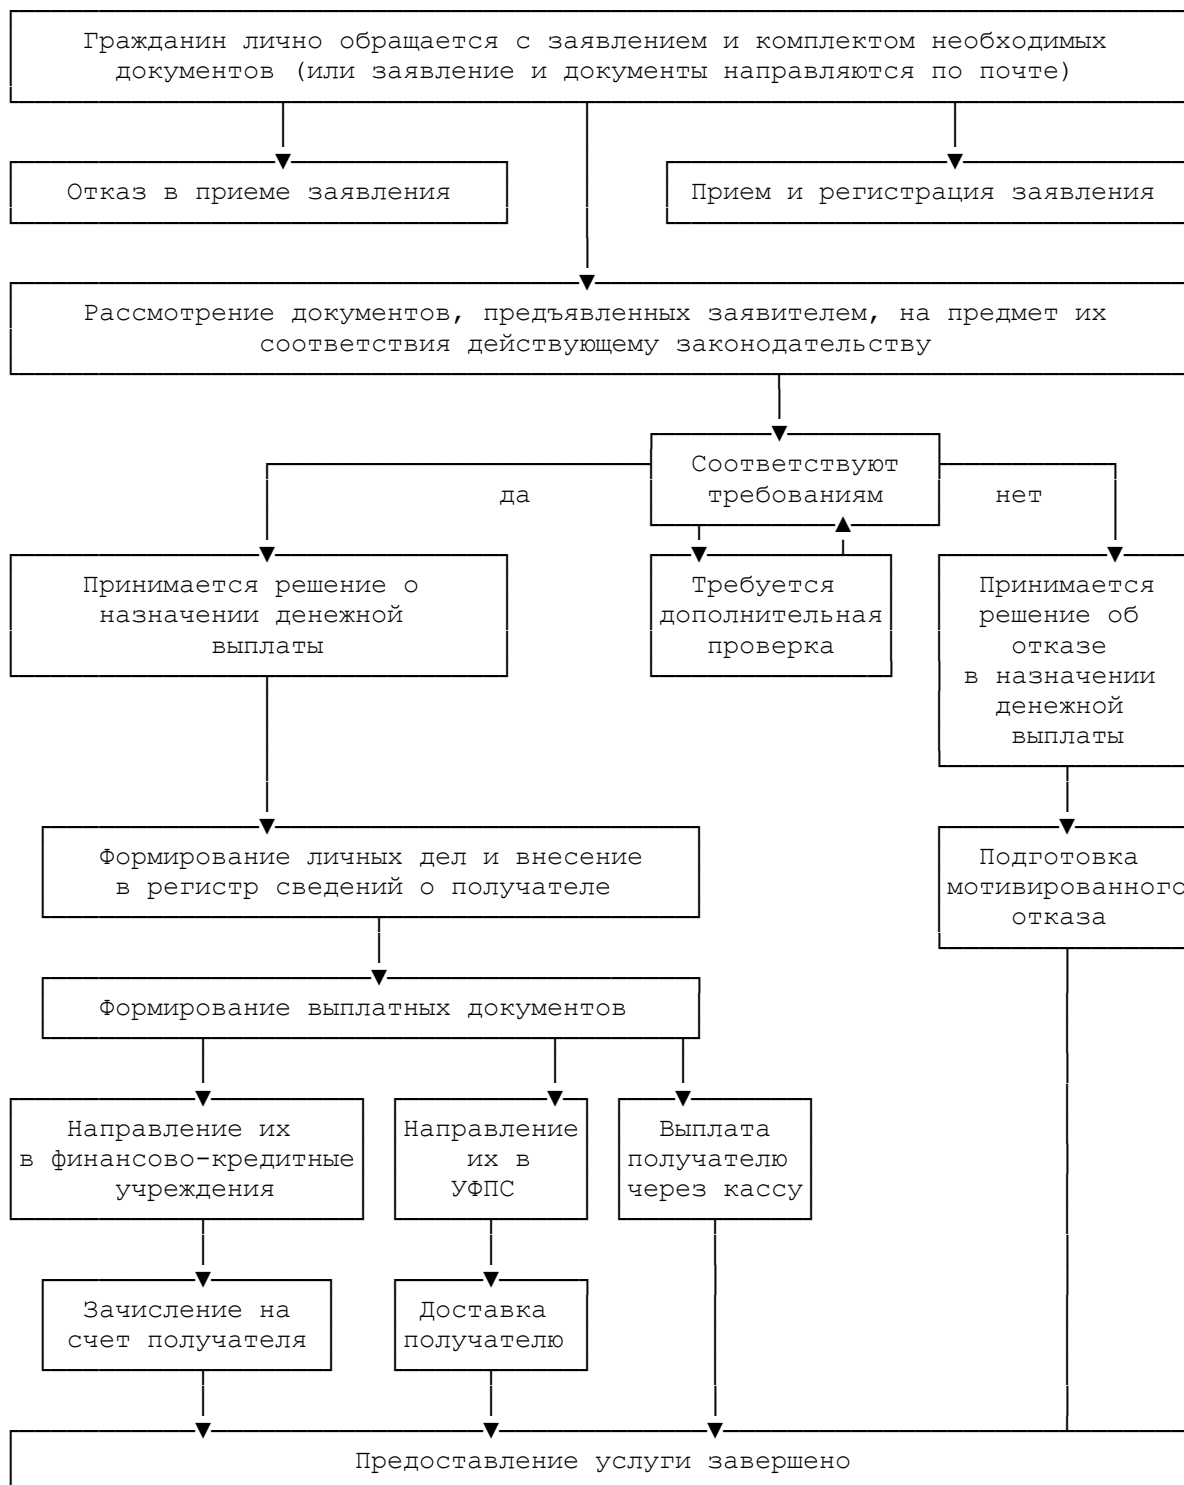 Гражданин лично обращается с заявлением и комплектом необходимых
документов (или заявление и документы направляются по почте)
Отказ в приеме заявления
Прием и регистрация заявления
Рассмотрение документов, предъявленных заявителем, на предмет их
соответствия действующему законодательству
Соответствуют
требованиям
да
нет
Принимается решение о
назначении денежной
выплаты
Требуется
дополнительная
проверка
Принимается
решение об
отказе
в назначении
денежной
выплаты
Формирование личных дел и внесение
в регистр сведений о получателе
Подготовка
мотивированного
отказа
Формирование выплатных документов
Направление их
в финансово-кредитные
учреждения
Направление
их в
УФПС
Выплата
получателю
через кассу
Зачисление на
счет получателя
Доставка
получателю
Предоставление услуги завершено